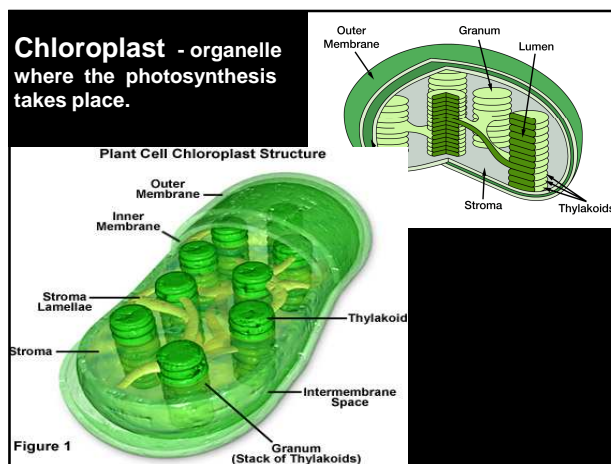 Chloroplast - organelle
where the photosynthesis
takes place.
Outer
Membrane
Granum
Lumen
Stroma
Thylakoids
Plant Cell Chloroplast Structure
Outer
Membrane
Inner
Membrane
Stroma
Lamellae
Stroma
Thylakoid
Intermembrane
Space
Granum
(Stack of Thylakoids)
Figure 1